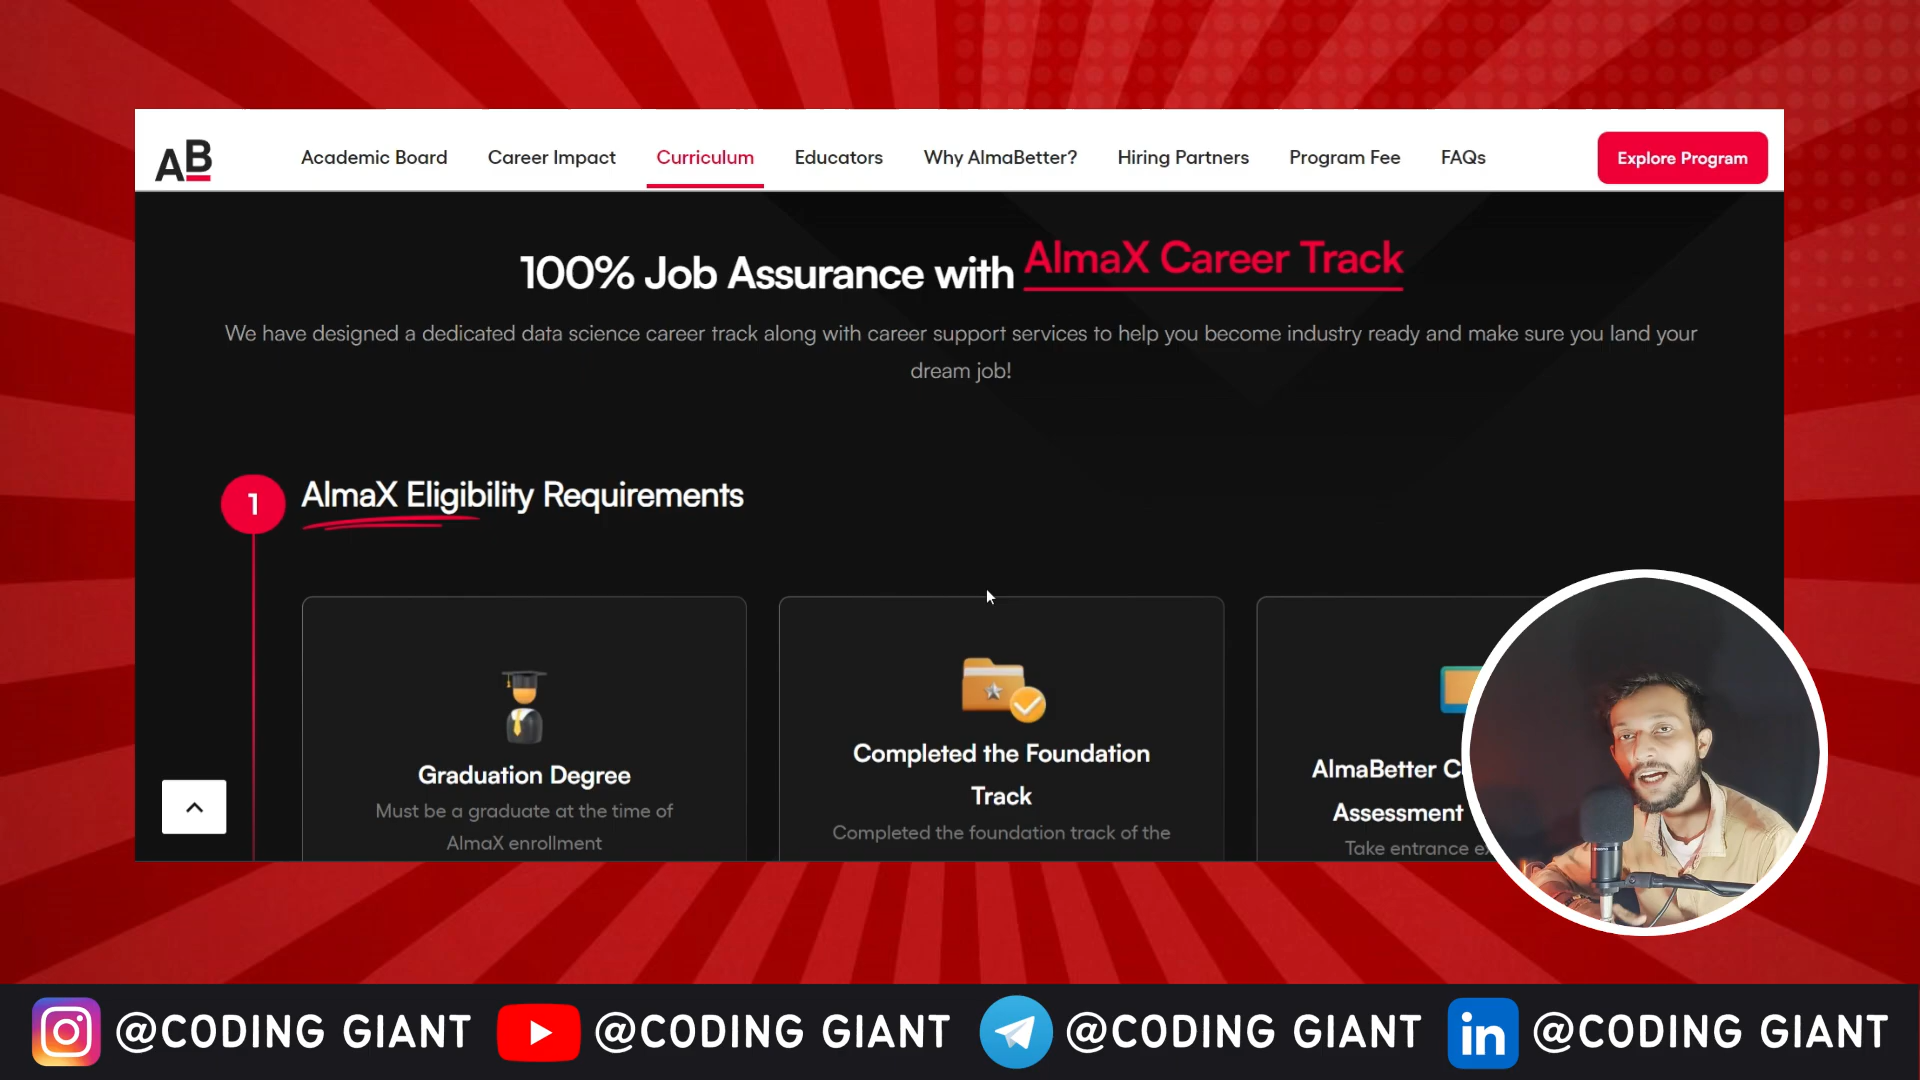 AB
Academic Board Career Impact Curriculum Educators Why AlmaBetter? Hiring Partners Program Fee FAQs Explore Program
100% Job Assurance with AlmaX Career Track
We have designed a dedicated data science career track along with career support services to help you become industry ready and make sure you land your
dream job!
1 AlmaX Eligibility Requirements
Graduation Degree
Must be a graduate at the time of
AlmaX enrollment
Completed the Foundation
Track
Completed the foundation track of the
AlmaBetter
Assessment
Take entrance
@CODING GIANT @CODING GIANT @CODING GIANT in @CODING GIANT